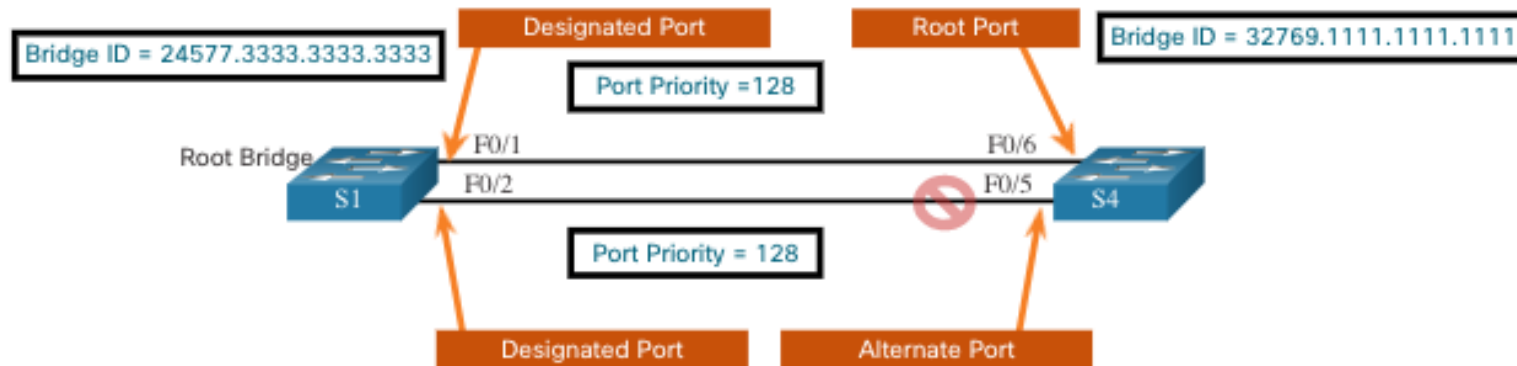 Designated Port
Root Port
Bridge ID = 24577.3333.3333.3333
Bridge ID = 32769.1111.1111.1111
Port Priority =128
Root Bridge
F0/1
F0/6
S1
F0/2
F0/5
S4
Port Priority = 128
Designated Port
Alternate Port